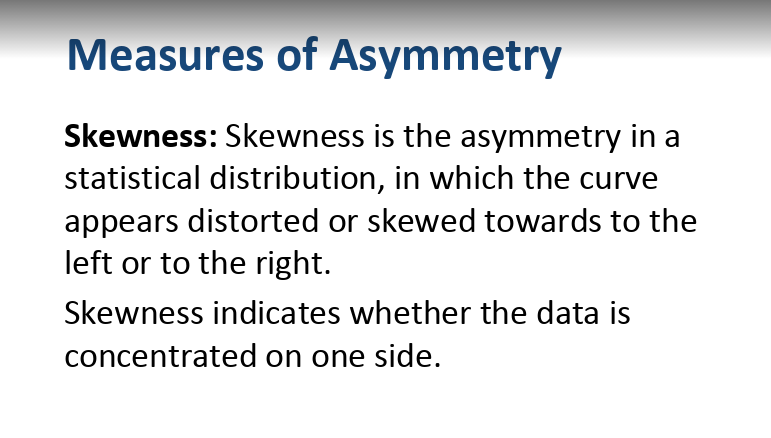 Measures of Asymmetry
Skewness: Skewness is the asymmetry in a
statistical distribution, in which the curve
appears distorted or skewed towards to the
left or to the right.
Skewness indicates whether the data is
concentrated on one side.